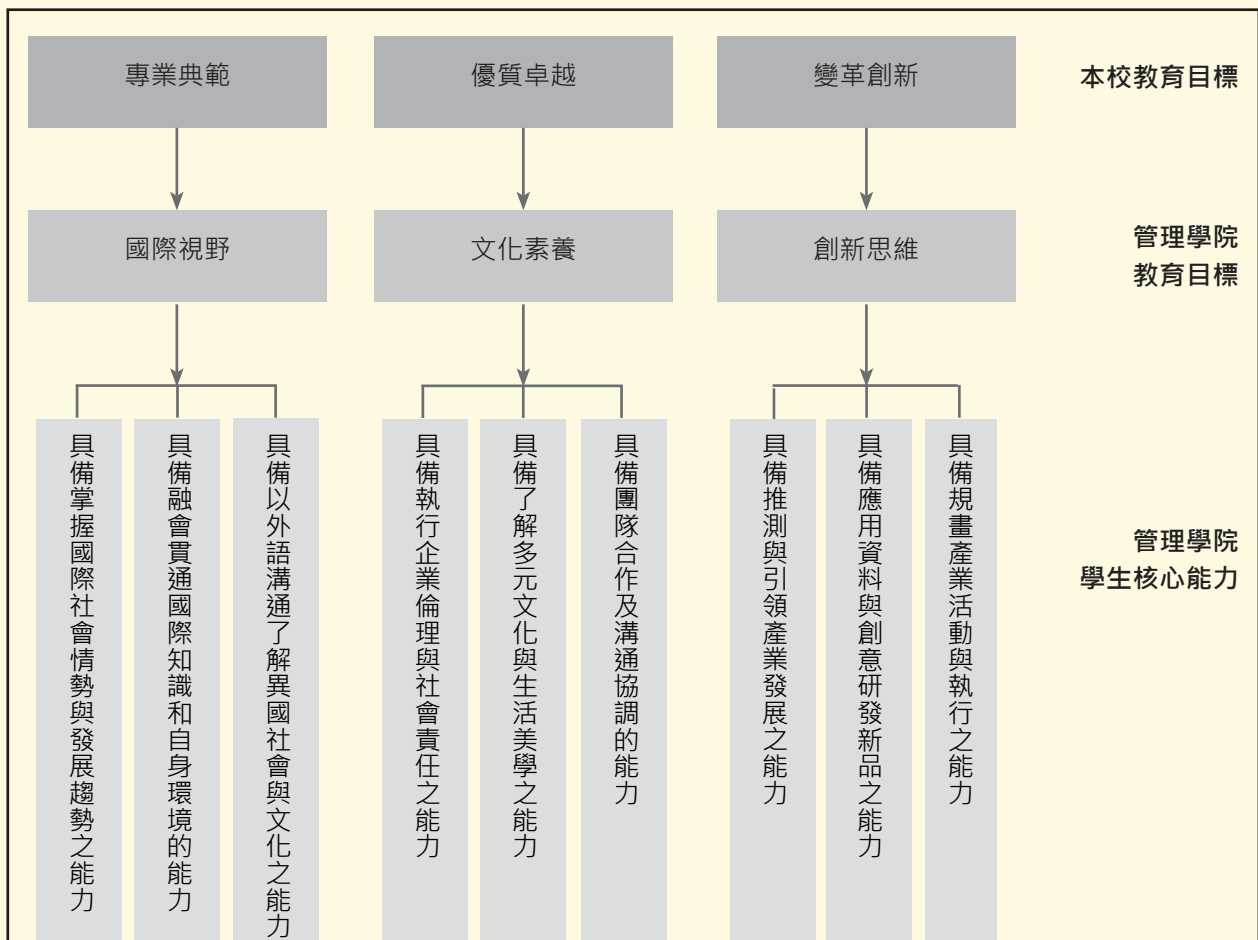 專業典範
優質卓越
變革創新
本校教育目標
國際視野
文化素養
創新思維
管理學院
教育目標
具備掌握國際社會情勢與發展趨勢之能力
具備融會貫通國際知識和自身環境的能力
具備以外語溝通了解異國社會與文化之能力
具備執行企業倫理與社會責任之能力
具備了解多元文化與生活美學之能力
具備團隊合作及溝通協調的能力
具備推測與引領產業發展之能力
具備應用資料與創意研發新品之能力
具備規畫產業活動與執行之能力
管理學院
學生核心能力